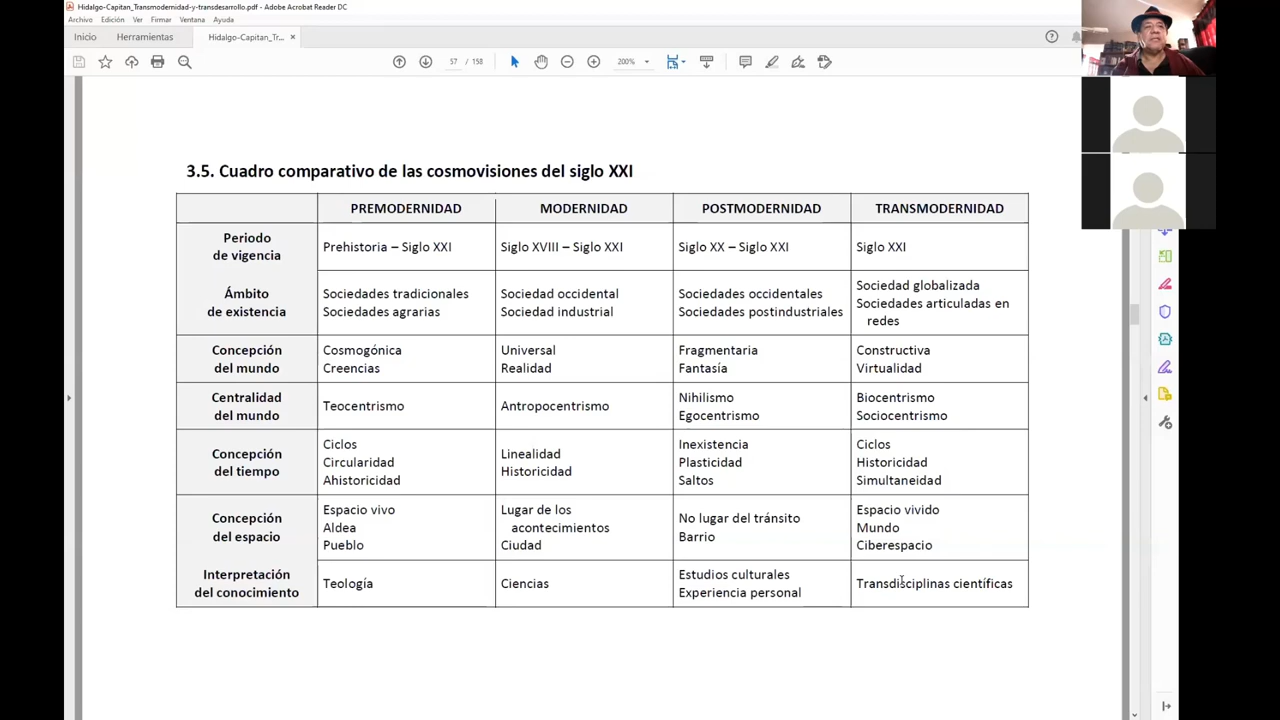 Hidalgo-Capitan_Transmodernidad-y-transdesarrollo.pdf - Adobe Acrobat Reader DC
Archivo Edición Ver Firmar Ventana Ayuda
Inicio Herramientas Hidalgo-Capitan_Tr... ×
57 / 158 200%
3.5. Cuadro comparativo de las cosmovisiones del siglo XXI
PREMODERNIDAD MODERNIDAD POSTMODERNIDAD TRANSMODERNIDAD
Periodo
de vigencia
Prehistoria – Siglo XXI
Siglo XVIII – Siglo XXI
Siglo XX – Siglo XXI
Siglo XXI
Ámbito
de existencia
Sociedades tradicionales
Sociedades agrarias
Sociedad occidental
Sociedad industrial
Sociedades occidentales
Sociedades postindustriales
Sociedad globalizada
Sociedades articuladas en
redes
Concepción
del mundo
Cosmogónica
Creencias
Universal
Realidad
Fragmentaria
Fantasía
Constructiva
Virtualidad
Centralidad
del mundo
Teocentrismo
Antropocentrismo
Nihilismo
Egocentrismo
Biocentrismo
Sociocentrismo
Concepción
del tiempo
Ciclos
Circularidad
Ahistoricidad
Linealidad
Historicidad
Inexistencia
Plasticidad
Saltos
Ciclos
Historicidad
Simultaneidad
Concepción
del espacio
Espacio vivo
Aldea
Pueblo
Lugar de los
acontecimientos
Ciudad
No lugar del tránsito
Barrio
Espacio vivido
Mundo
Ciberespacio
Interpretación
del conocimiento
Teología
Ciencias
Estudios culturales
Experiencia personal
Transdisciplinas científicas